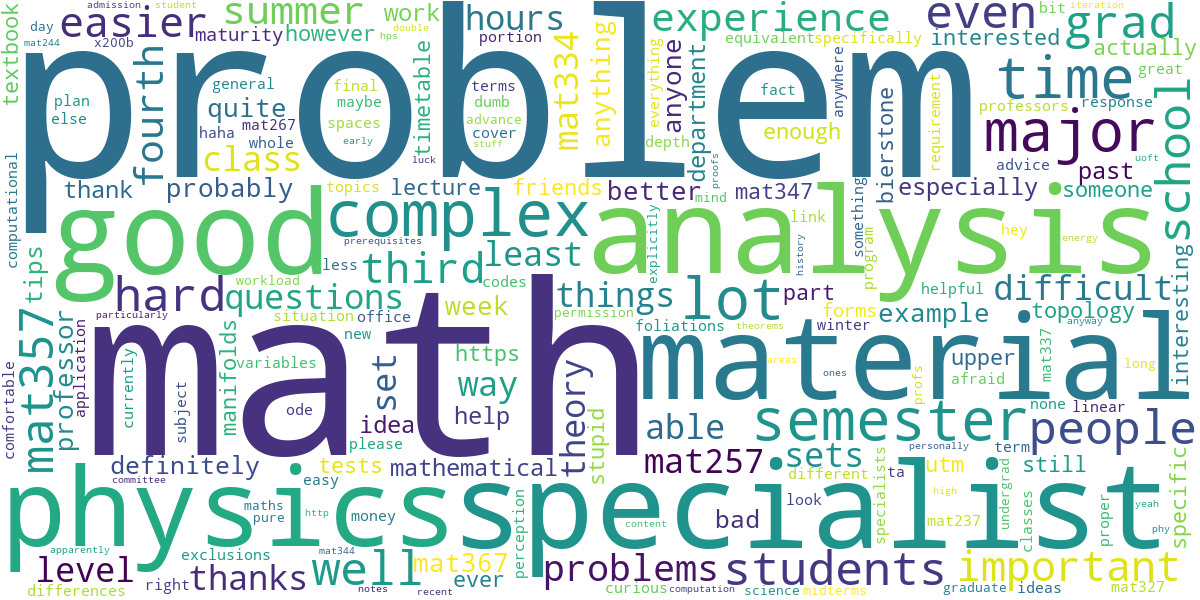 problem
math
physics
specialist
good
analysis
material
complex
semester
major
time
grad
school
easier
summer
hours
experience
even
work
however
maturity
x200b
day
mat244
textbook
admission
student
double
hps
portion
bit
iteration
interested
actually
equivalent
specifically
great
response
professors
requirement
advice
past
uoft
fourth
quite
class
general
plan
else
haha
mat267
whole
final
maybe
spaces
early
terms
dumb
advance
cover
stuff
luck
timetable
mat334
anything
everything
anyone
department
depth
enough
fact
anywhere
bierstone
especially
someone
thank
probably
lecture
topics
friends
better
mind
proofs
mat347
link
something
program
hey
history
energy
computational
prerequisites
least
third
less
codes
explicitly
workload
hard
questions
tips
things
lot
part
difficult
helpful
interesting
particularly
situation
office
new
week
permission
foliations
theorems
winter
forms
example
topology
anyway
mat357
professor
application
currently
subject
manifolds
variables
set
https
way
theory
areas
ones
upper
afraid
profs
mat337
long
comfortable
ode
idea
help
please
stupid
able
none
linear
people
definitely
tests
mathematical
mat257
sets
personally
term
still
committee
easy
different
ta
utm
specialists
high
undergrad
classes
proper
specific
yeah
phy
maths
pure
http
money
perception
content
bad
look
mat237
apparently
exclusions
mat344
mat367
level
right
thanks
well
ever
problems
students
important
differences
notes
recent
curious
computation
science
midterms
graduate
ideas
mat327